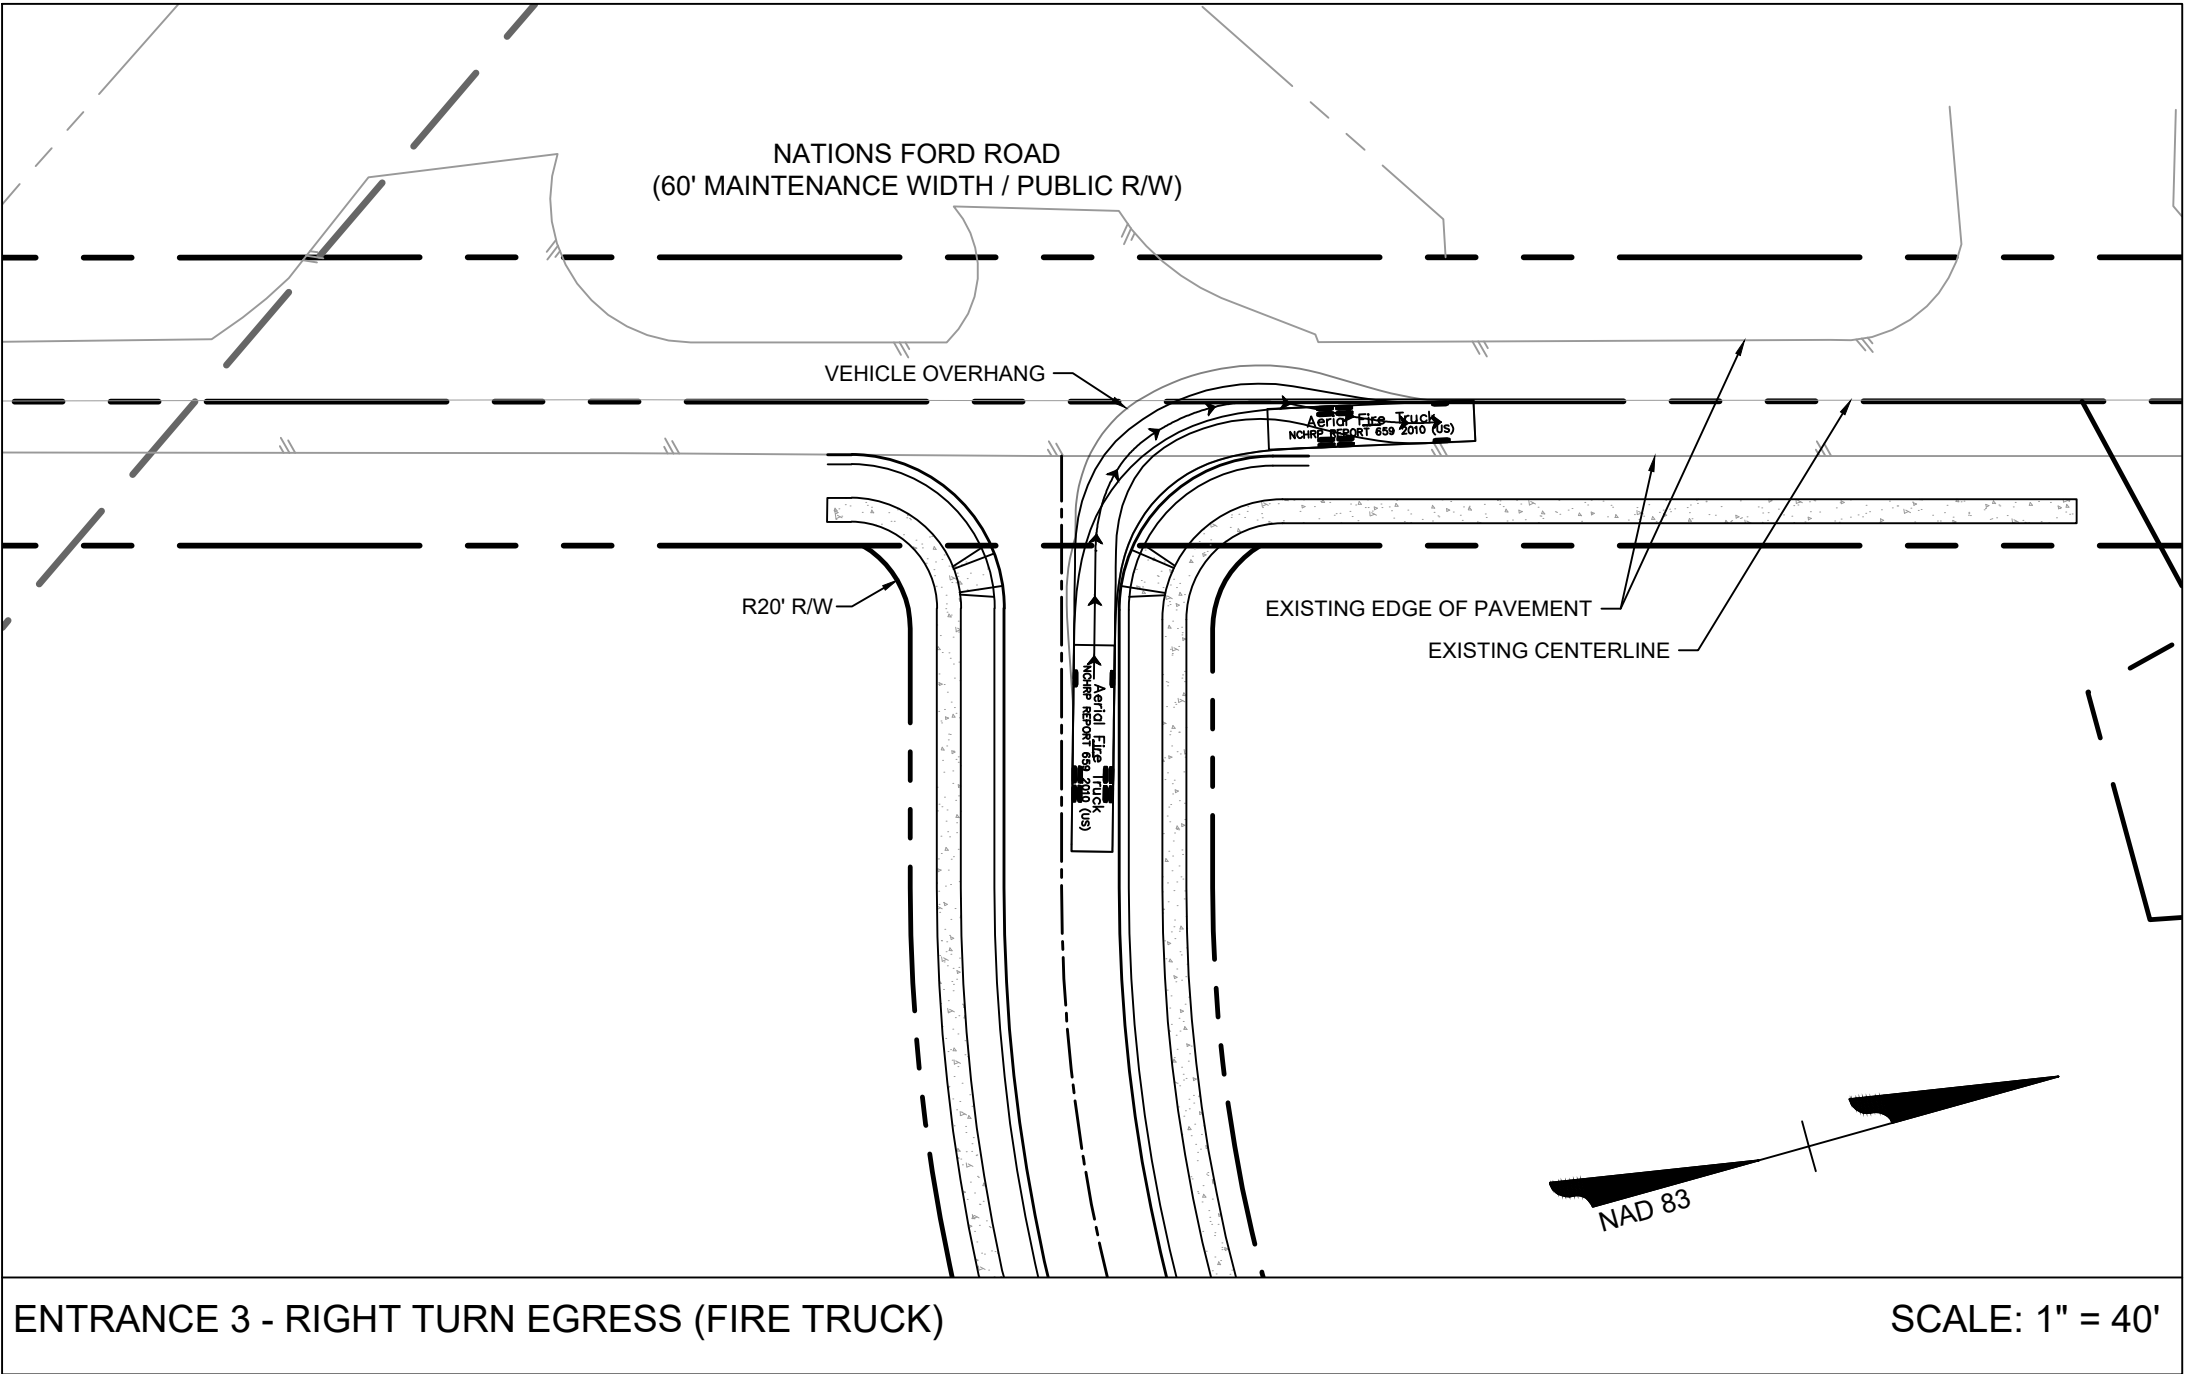 NATIONS FORD ROAD
(60' MAINTENANCE WIDTH / PUBLIC R/W)
VEHICLE OVERHANG
Aerial Fire Truck
NCHRP REPORT 659 2010 (US)
R20' R/W
EXISTING EDGE OF PAVEMENT
EXISTING CENTERLINE
Aerial Fire Truck
NCHRP REPORT 659 2010 (US)
NAD 83
ENTRANCE 3 - RIGHT TURN EGRESS (FIRE TRUCK)
SCALE: 1" = 40'